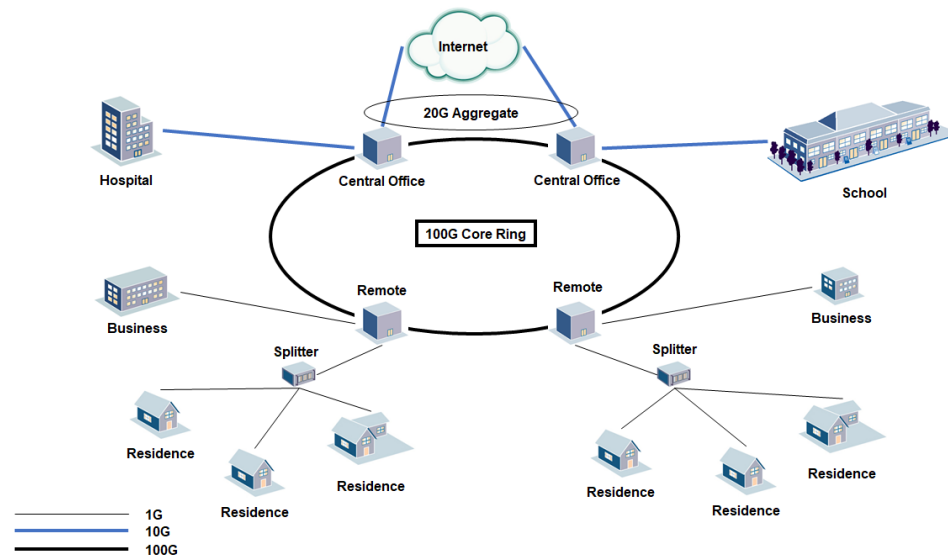 Internet
20G Aggregate
Hospital
Central Office
Central Office
School
100G Core Ring
Remote
Remote
Business
Business
Splitter
Splitter
Residence
Residence
Residence
Residence
Residence
Residence
1G
10G
100G